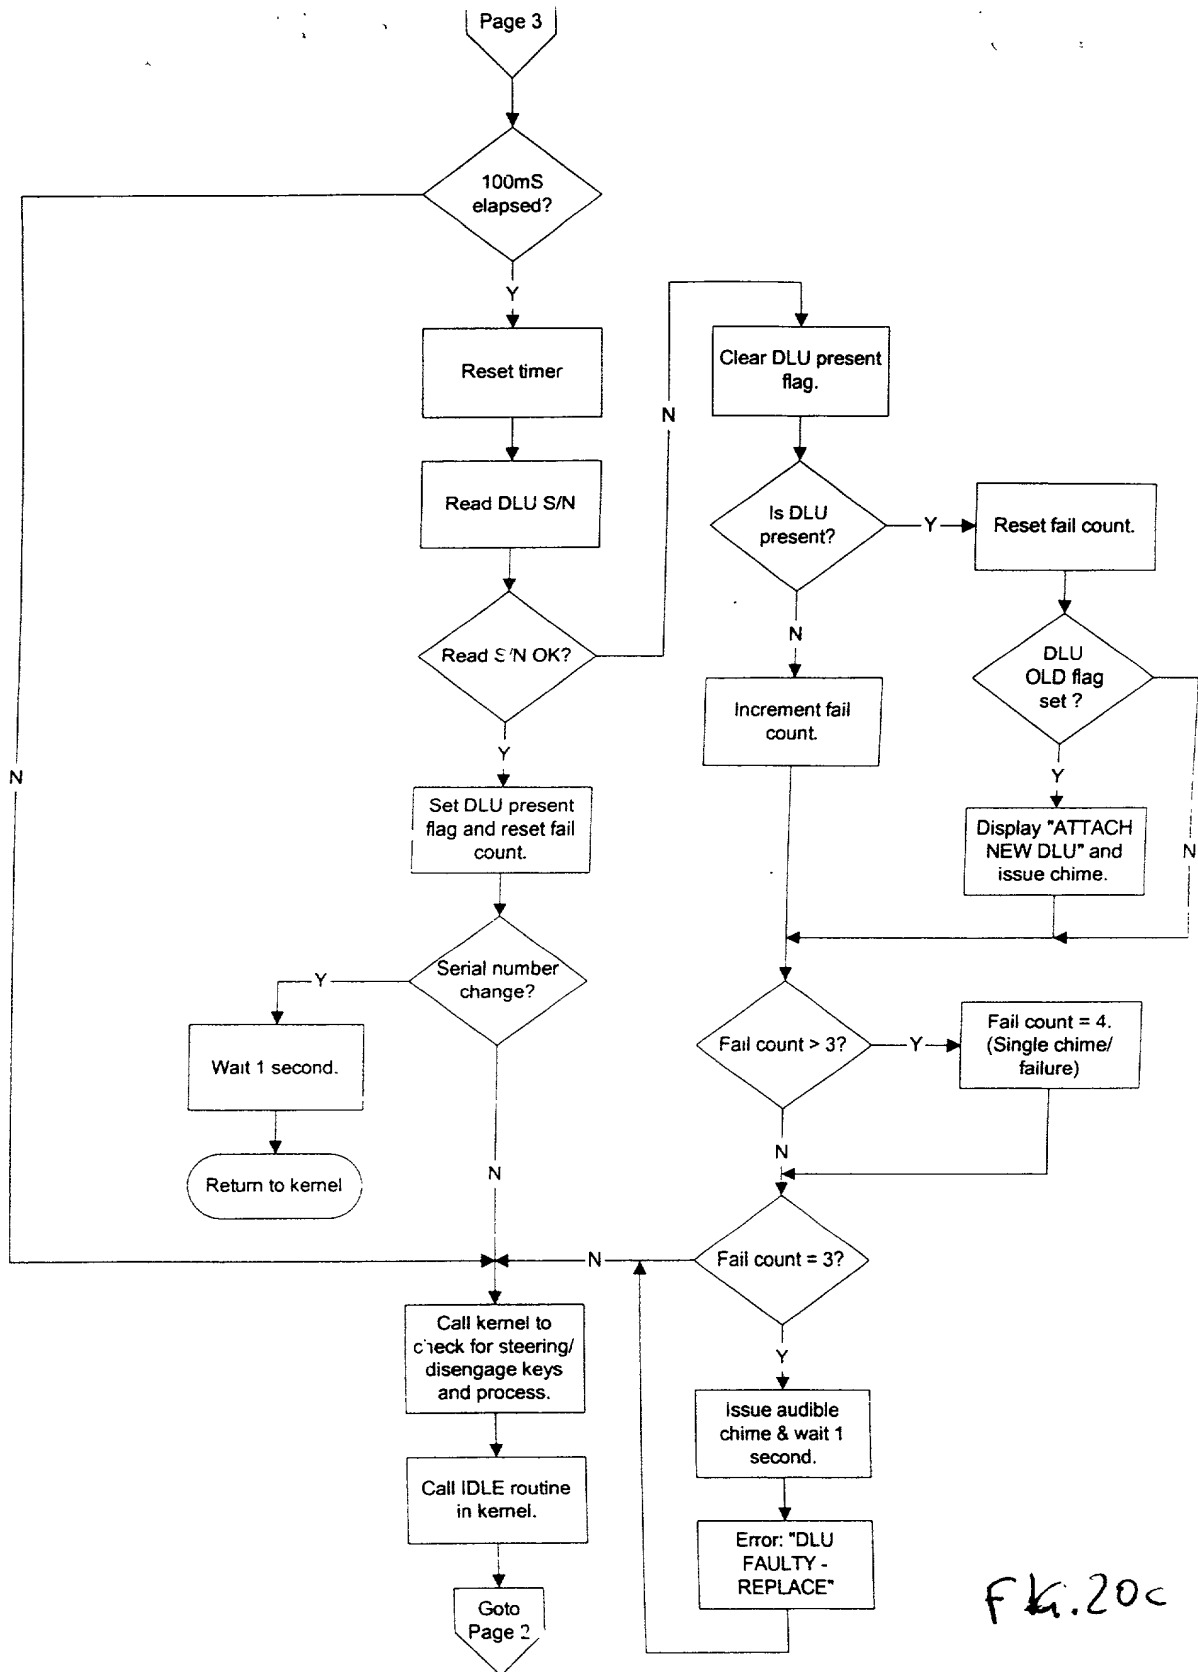 Page 3
100mS
elapsed?
Y
Reset timer
Read DLU S/N
Read S/N OK?
N
Clear DLU present
flag.
Is DLU
present?
Y
Reset fail count.
N
Increment fail
count.
DLU
OLD flag
set ?
Y
Display "ATTACH
NEW DLU" and
issue chime.
N
N
Y
Set DLU present
flag and reset fail
count.
Serial number
change?
Y
Wait 1 second.
Return to kernel
N
Fail count > 3?
Y
Fail count = 4.
(Single chime/
failure)
N
Fail count = 3?
N
Y
Issue audible
chime & wait 1
second.
Error: "DLU
FAULTY -
REPLACE"
Call kernel to
check for steering/
disengage keys
and process.
Call IDLE routine
in kernel.
Goto
Page 2
FIG. 20c